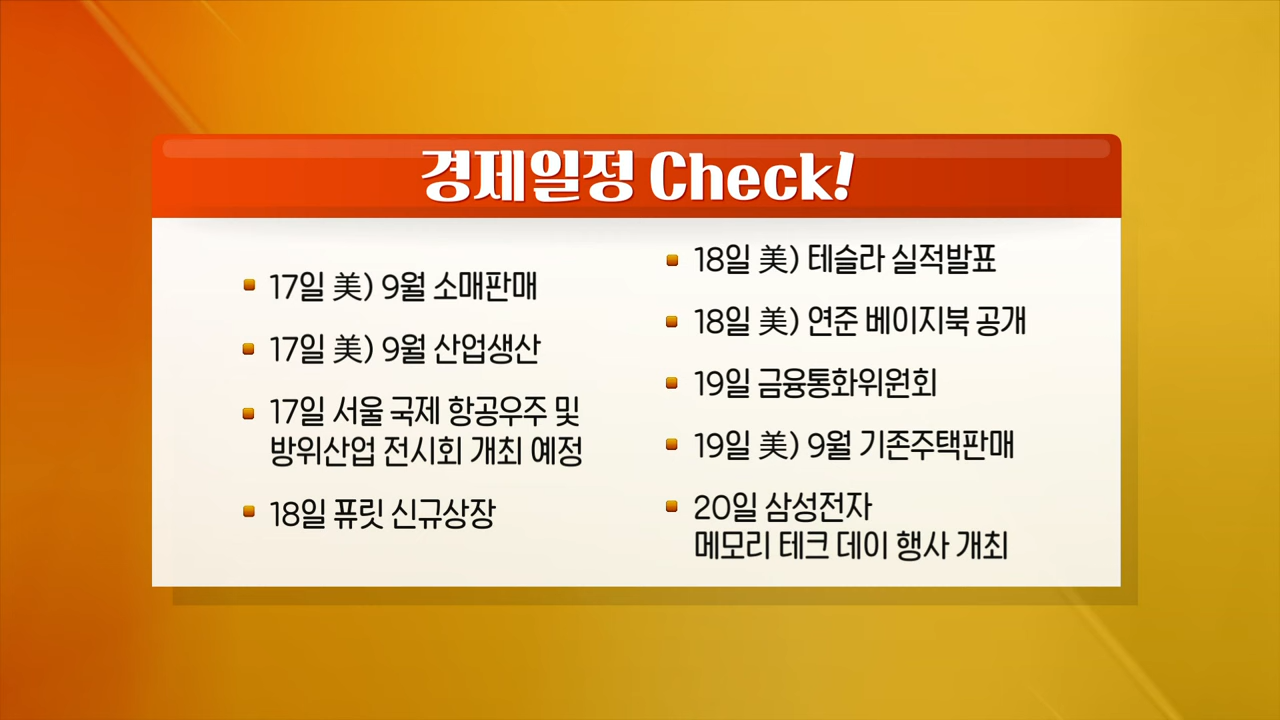 경제일정 Check!
17일 美) 9월 소매판매
17일 美) 9월 산업생산
17일 서울 국제 항공우주 및
방위산업 전시회 개최 예정
18일 퓨릿 신규상장
18일 美) 테슬라 실적발표
18일 美) 연준 베이지북 공개
19일 금융통화위원회
19일 美) 9월 기존주택판매
20일 삼성전자
메모리 테크 데이 행사 개최